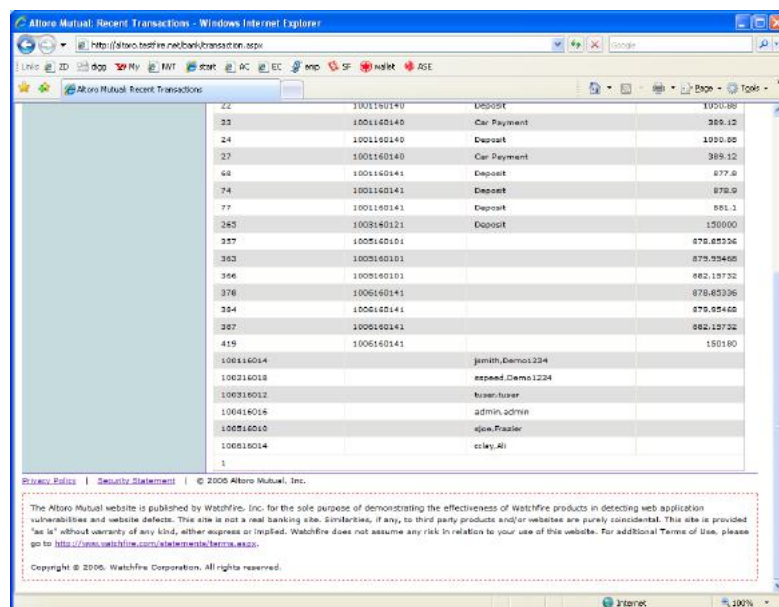 Altoro Mutual: Recent Transactions - Windows Internet Explorer
http://altoro.testfire.net/bank/transaction.aspx
Google
Links ZD digg My NVT start AC EC emp SF wallet ASE
Altoro Mutual: Recent Transactions Page Tools
22 1001160140 Deposit 1050.88
23 1001160140 Car Payment 389.12
24 1001160140 Deposit 1090.88
27 1001160140 Car Payment 389.12
68 1001160141 Deposit 877.8
74 1001160141 Deposit 878.9
77 1001160141 Deposit 881.1
265 1003160121 Deposit 150000
357 1005160101 878.85336
363 1005160101 879.95468
366 1005160101 882.15732
378 1006160141 878.85336
384 1006160141 879.95468
387 1006160141 882.15732
419 1006160141 150180
100116014 jsmith,Demo1234
100216018 sspeed,Demo1234
100316012 tuser,tuser
100416016 admin,admin
100516010 sjoe,Frazier
100616014 cclay,Ali
1
Privacy Policy | Security Statement | © 2006 Altoro Mutual, Inc.
The Altoro Mutual website is published by Watchfire, Inc. for the sole purpose of demonstrating the effectiveness of Watchfire products in detecting web application
vulnerabilities and website defects. This site is not a real banking site. Similarities, if any, to third party products and/or websites are purely coincidental. This site is provided
"as is" without warranty of any kind, either express or implied. Watchfire does not assume any risk in relation to your use of this website. For additional Terms of Use, please
go to http://www.watchfire.com/statements/terms.aspx.
Copyright © 2006, Watchfire Corporation, All rights reserved.
Internet 100%